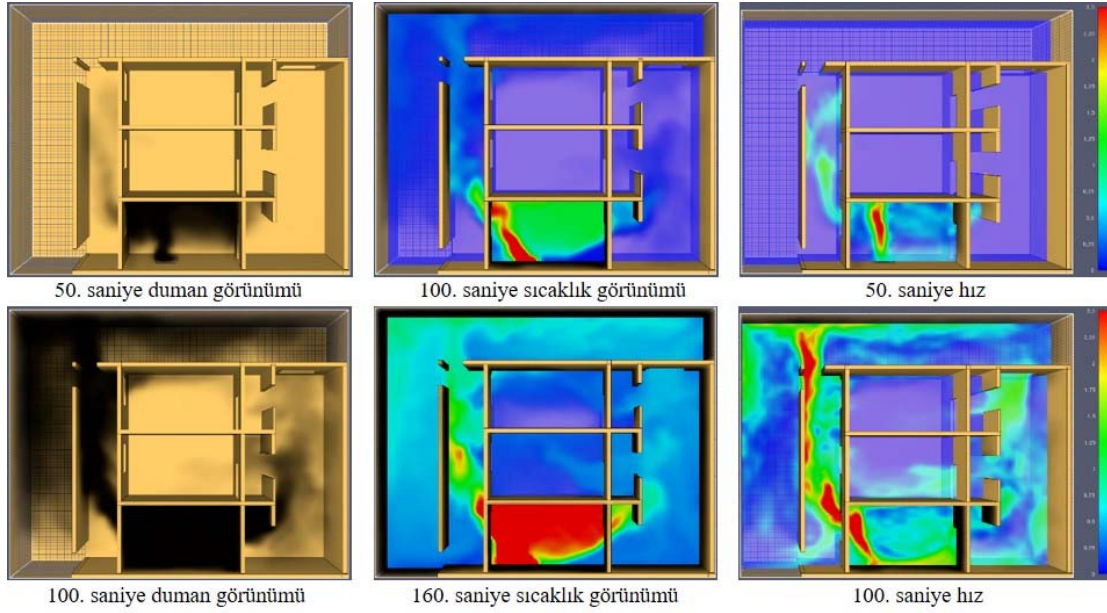 50. saniye duman görünümü
100. saniye sıcaklık görünümü
50. saniye hız
100. saniye duman görünümü
160. saniye sıcaklık görünümü
100. saniye hız